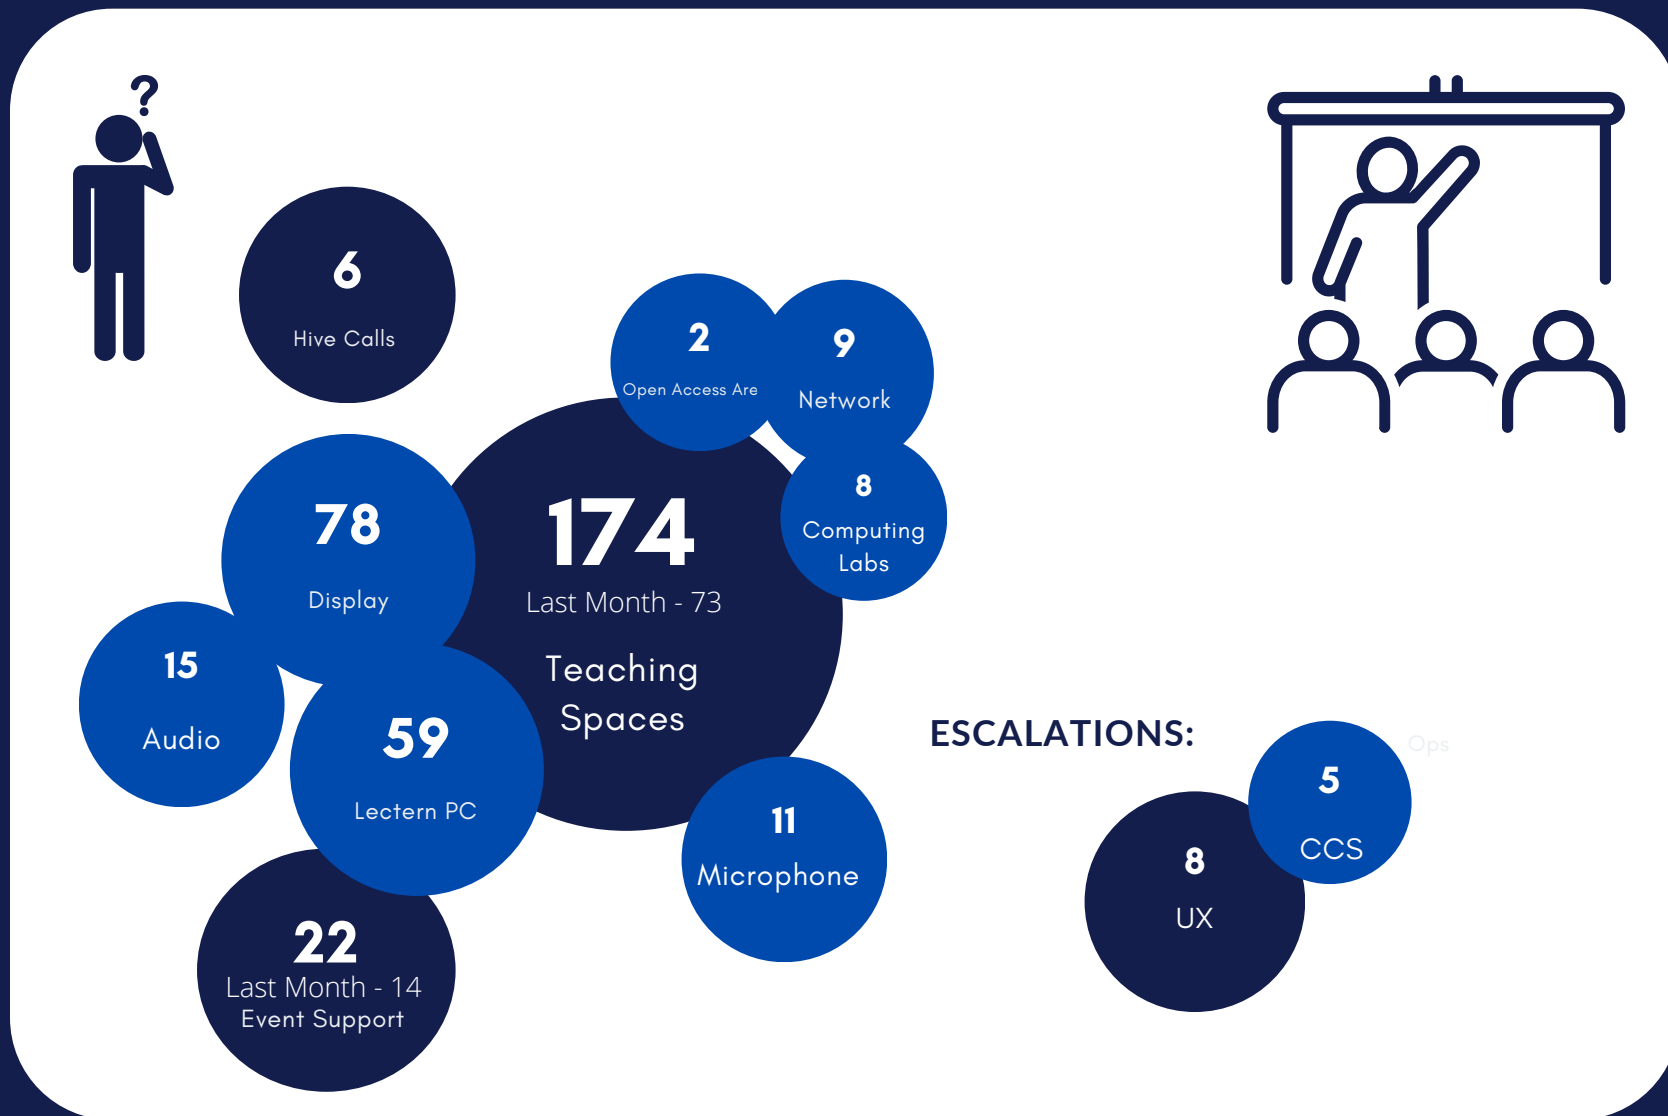 ?
6
Hive Calls
2
Open Access Are
9
Network
8
Computing
Labs
174
Last Month - 73
Teaching
Spaces
78
Display
15
Audio
59
Lectern PC
11
Microphone
22
Last Month - 14
Event Support
ESCALATIONS:
Ops
5
CCS
8
UX